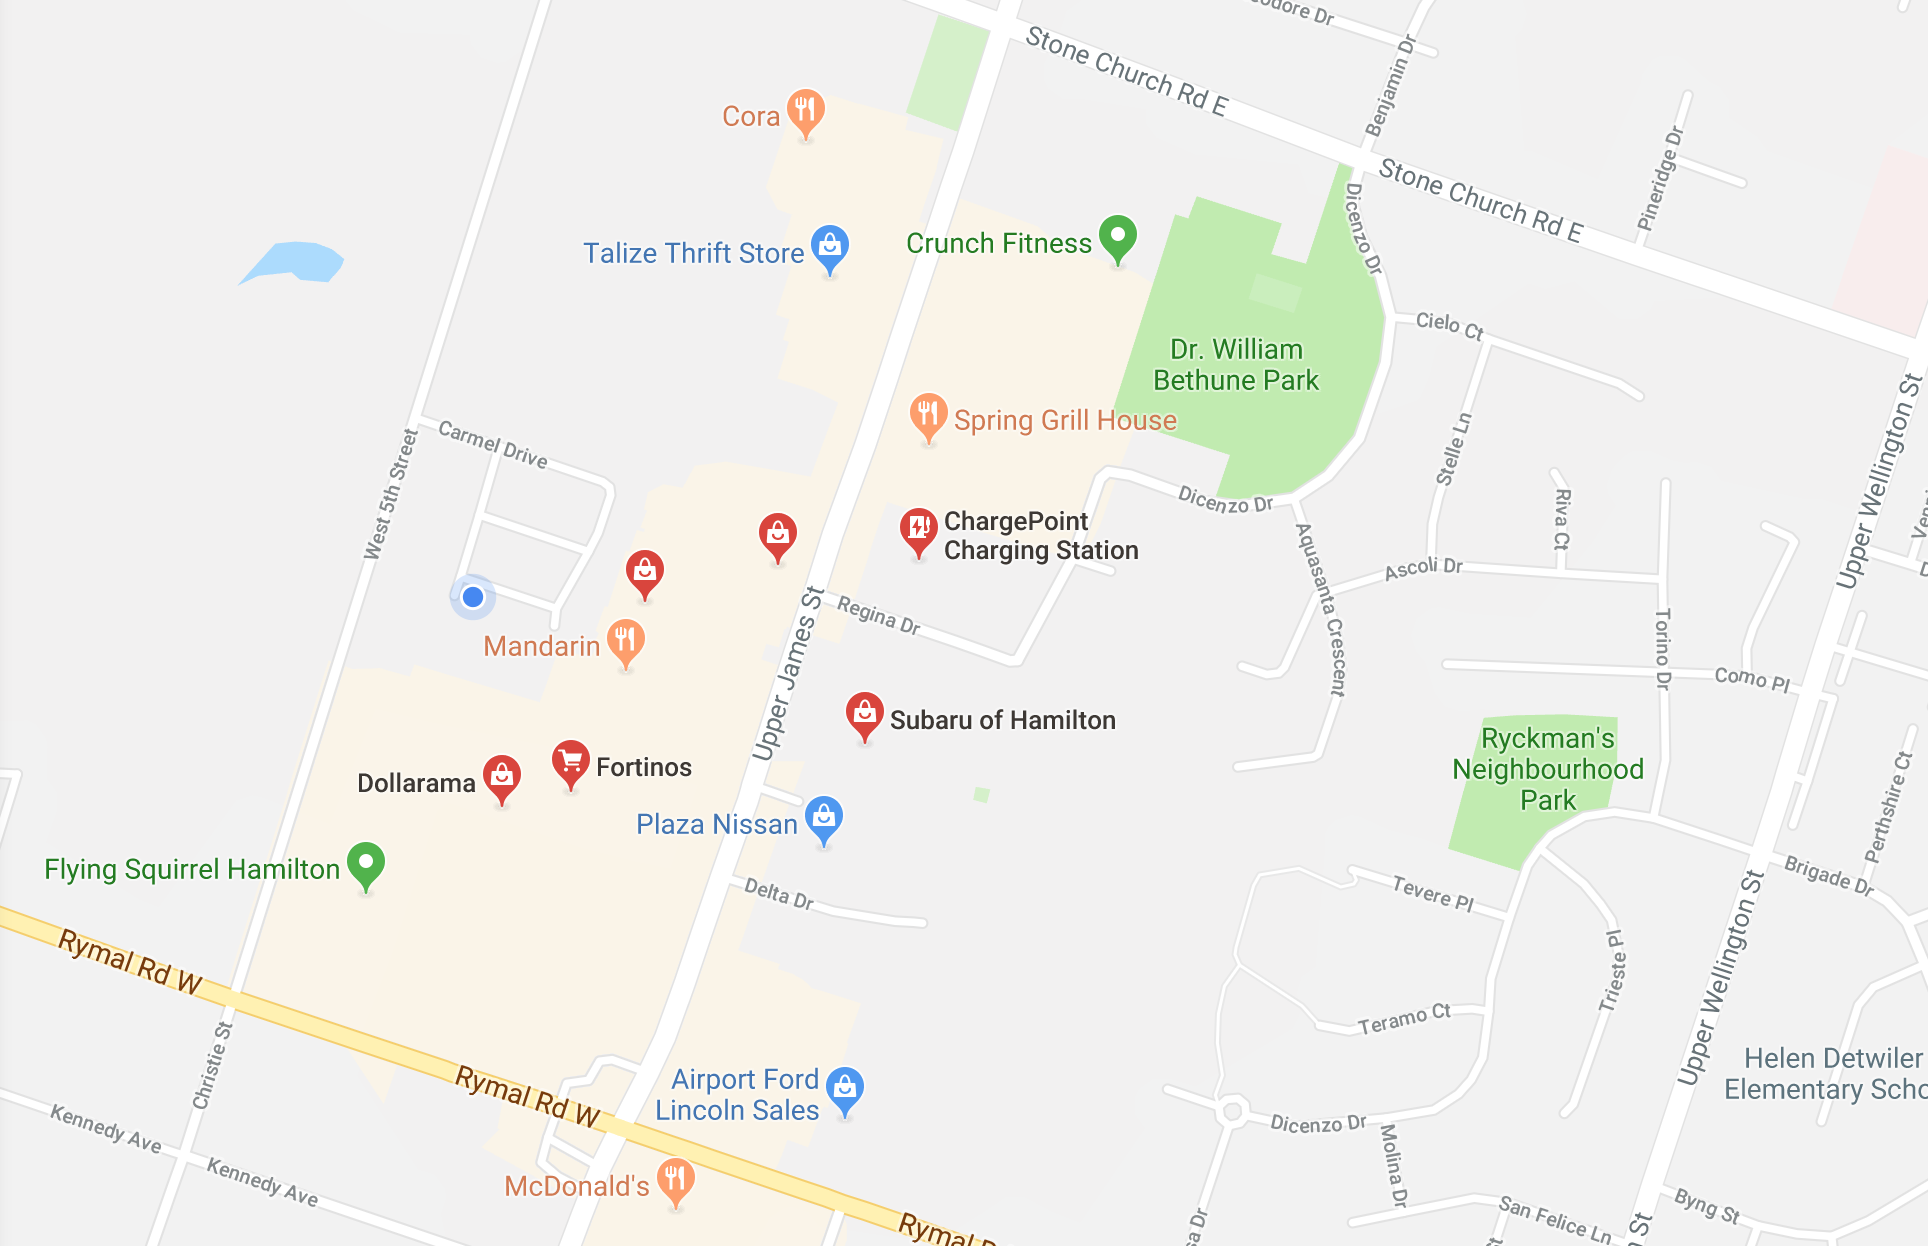 Stone Church Rd E
Benjamin Dr
Cora
Pineridge Dr
Stone Church Rd E
Talize Thrift Store
Crunch Fitness
Dicenzo Dr
Cielo Ct
Dr. William
Bethune Park
Upper Wellington St
Spring Grill House
Carmel Drive
Stelle Ln
West 5th Street
Dicenzo Dr
Riva Ct
ChargePoint
Charging Station
Aquasanta Crescent
Ascoli Dr
Regina Dr
Mandarin
Upper James St
Torino Dr
Como Pl
Subaru of Hamilton
Ryckman's
Neighbourhood
Park
Dollarama
Fortinos
Perthshire Ct
Plaza Nissan
Flying Squirrel Hamilton
Delta Dr
Tevere Pl
Brigade Dr
Upper Wellington St
Rymal Rd W
Trieste Pl
Teramo Ct
Christie St
Rymal Rd W
Airport Ford
Lincoln Sales
Helen Detwiler
Elementary Scho
Kennedy Ave
Dicenzo Dr
Molina Dr
Kennedy Ave
McDonald's
San Felice Ln
Byng St
Rymal